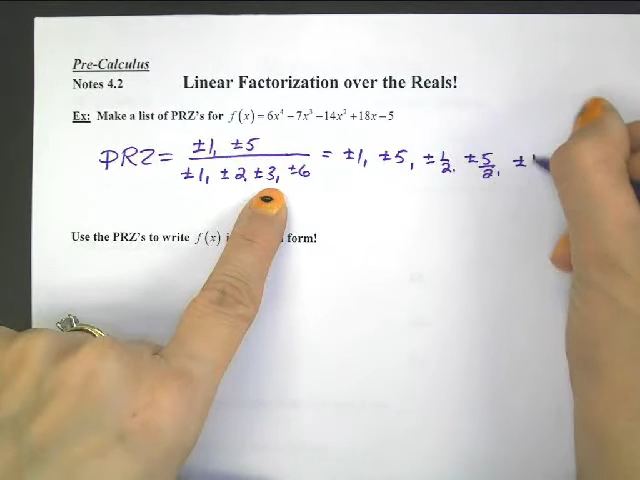 Pre-Calculus
Notes 4.2 Linear Factorization over the Reals!
Ex: Make a list of PRZ's for f(x) = 6x⁴ − 7x³ − 14x² + 18x − 5
PRZ = ±1, ±5 / ±1, ±2 ±3, ±6 = ±1, ±5, ±1/2, ±5/2, ±
Use the PRZ's to write f(x) form!